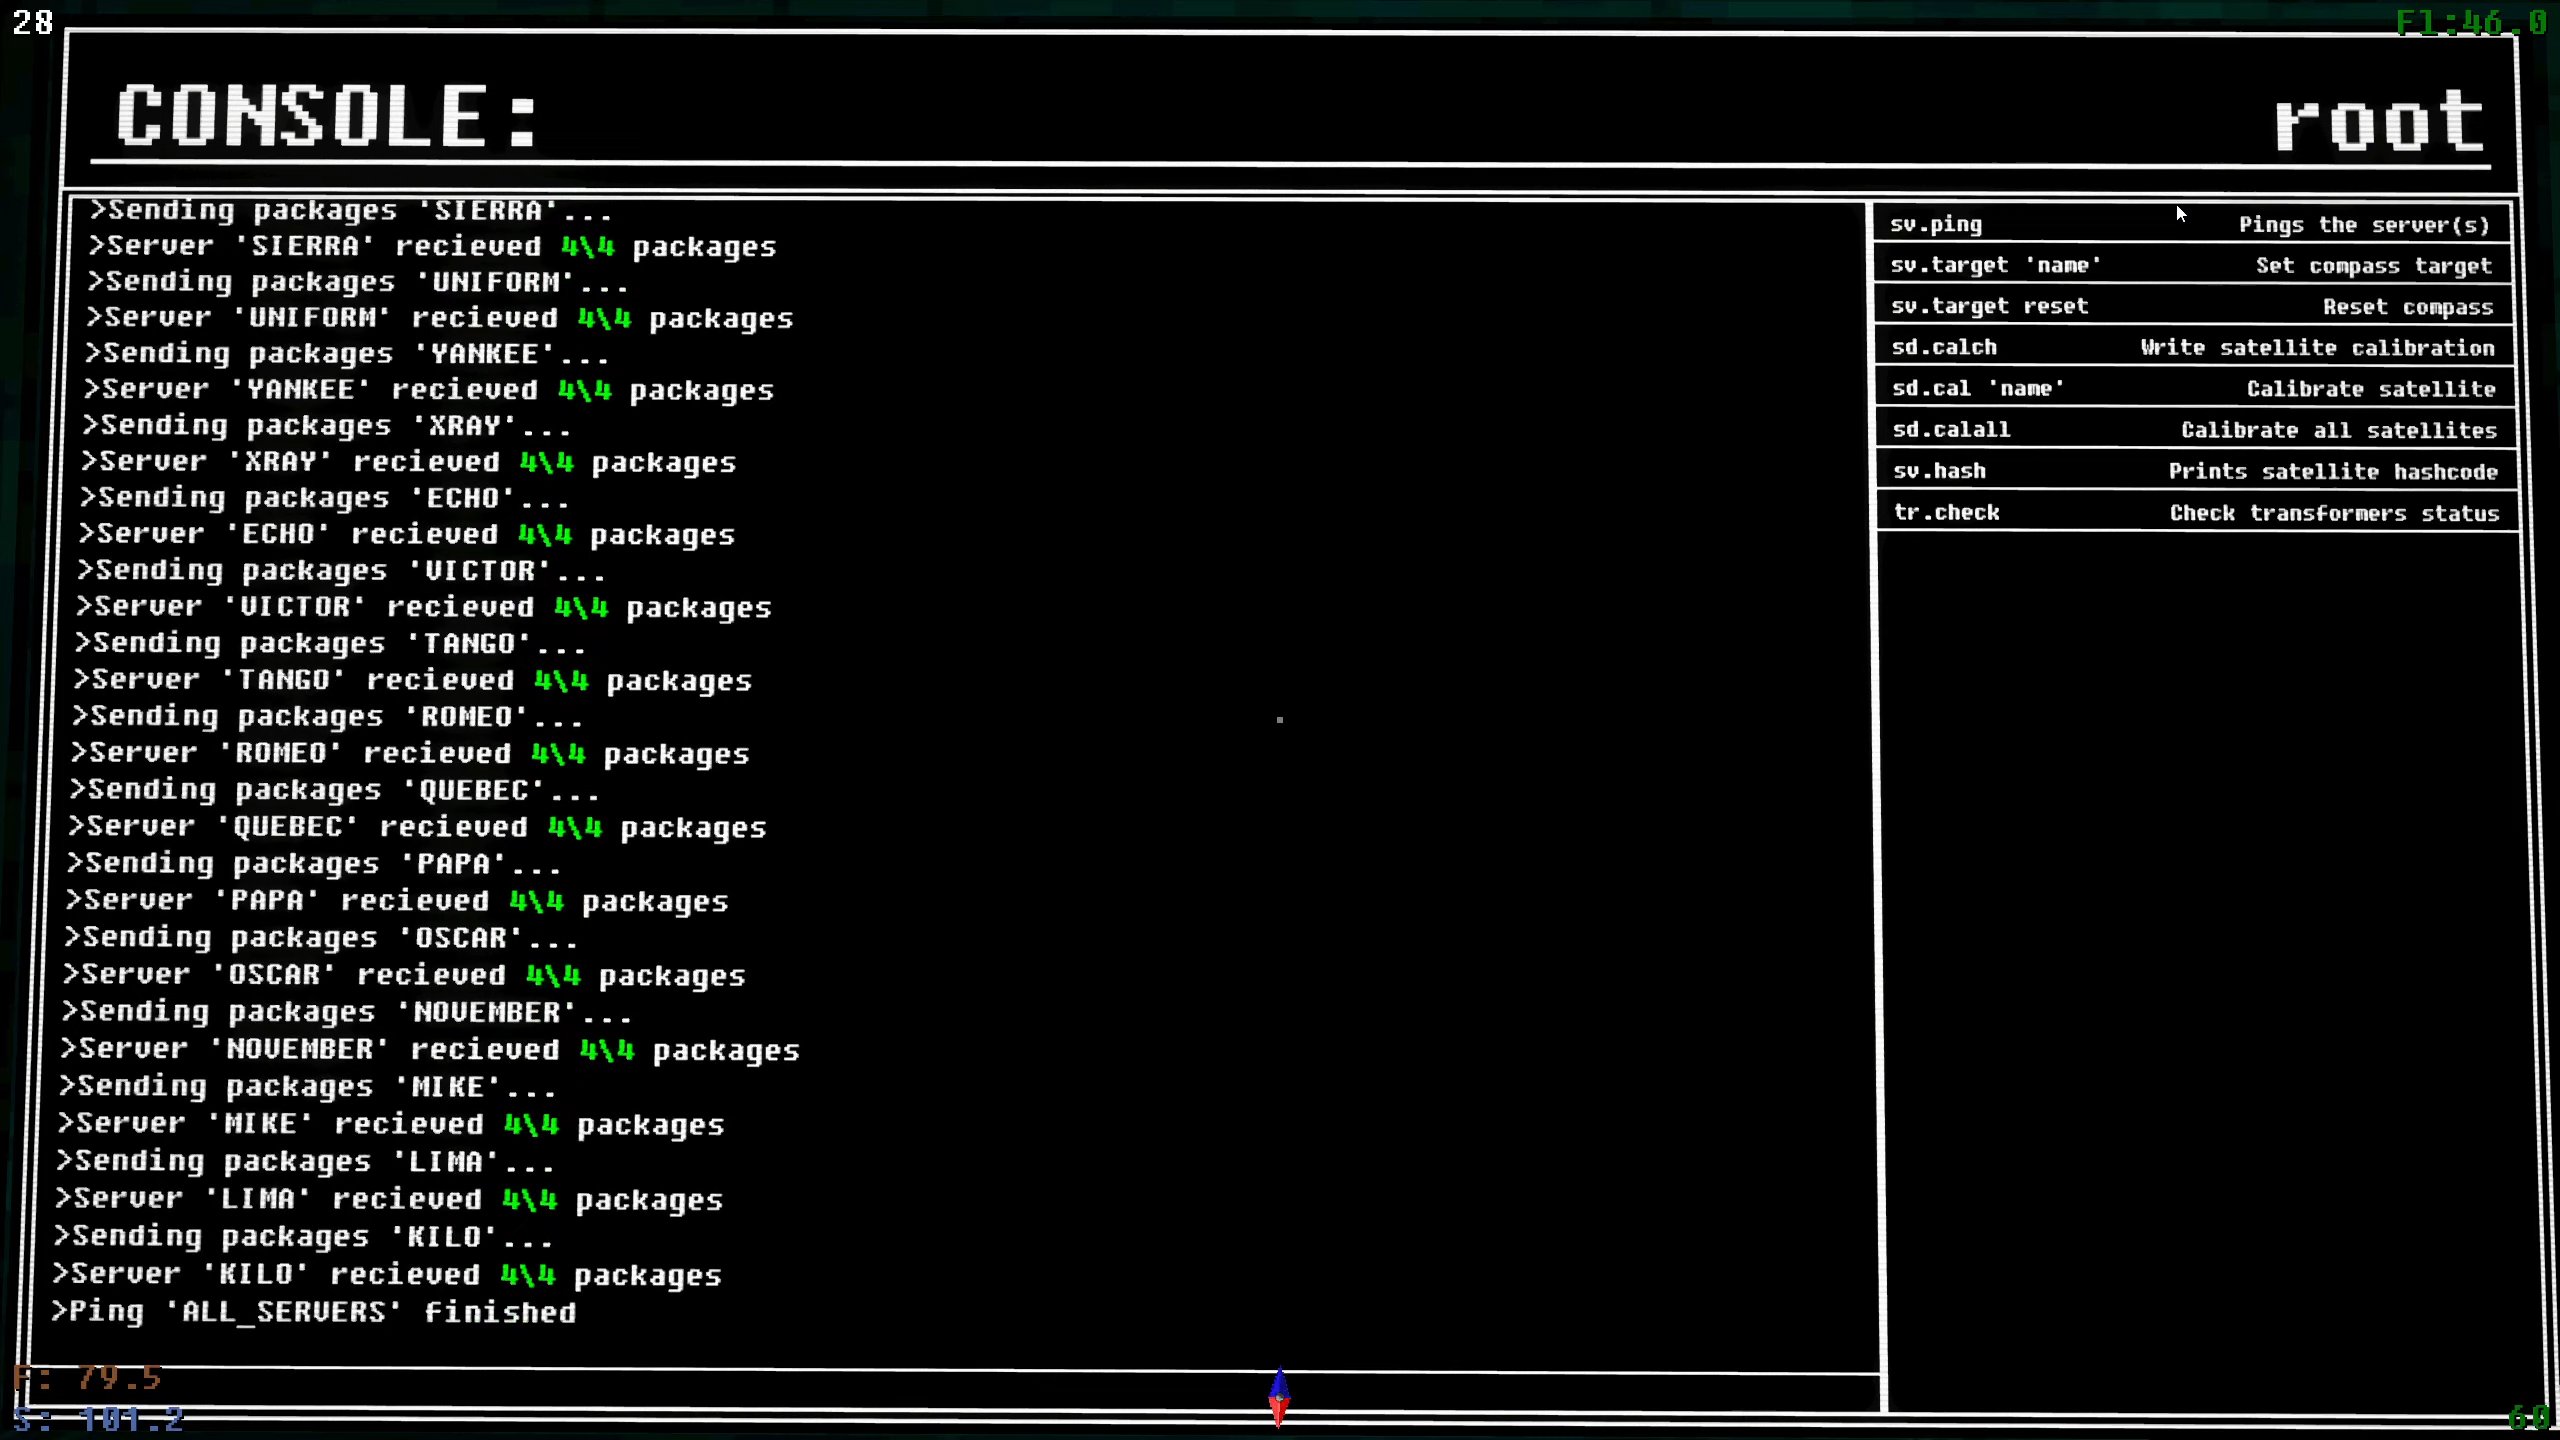 28
F1:46.0
CONSOLE:
root
>Sending packages 'SIERRA'...
>Server 'SIERRA' recieved 4\4 packages
>Sending packages 'UNIFORM'...
>Server 'UNIFORM' recieved 4\4 packages
>Sending packages 'YANKEE'...
>Server 'YANKEE' recieved 4\4 packages
>Sending packages 'XRAY'...
>Server 'XRAY' recieved 4\4 packages
>Sending packages 'ECHO'...
>Server 'ECHO' recieved 4\4 packages
>Sending packages 'VICTOR'...
>Server 'VICTOR' recieved 4\4 packages
>Sending packages 'TANGO'...
>Server 'TANGO' recieved 4\4 packages
>Sending packages 'ROMEO'...
>Server 'ROMEO' recieved 4\4 packages
>Sending packages 'QUEBEC'...
>Server 'QUEBEC' recieved 4\4 packages
>Sending packages 'PAPA'...
>Server 'PAPA' recieved 4\4 packages
>Sending packages 'OSCAR'...
>Server 'OSCAR' recieved 4\4 packages
>Sending packages 'NOVEMBER'...
>Server 'NOVEMBER' recieved 4\4 packages
>Sending packages 'MIKE'...
>Server 'MIKE' recieved 4\4 packages
>Sending packages 'LIMA'...
>Server 'LIMA' recieved 4\4 packages
>Sending packages 'KILO'...
>Server 'KILO' recieved 4\4 packages
>Ping 'ALL_SERVERS' finished
sv.ping Pings the server(s)
sv.target 'name' Set compass target
sv.target reset Reset compass
sd.calch Write satellite calibration
sd.cal 'name' Calibrate satellite
sd.calall Calibrate all satellites
sv.hash Prints satellite hashcode
tr.check Check transformers status
F: 79.5
S: 101.2
60